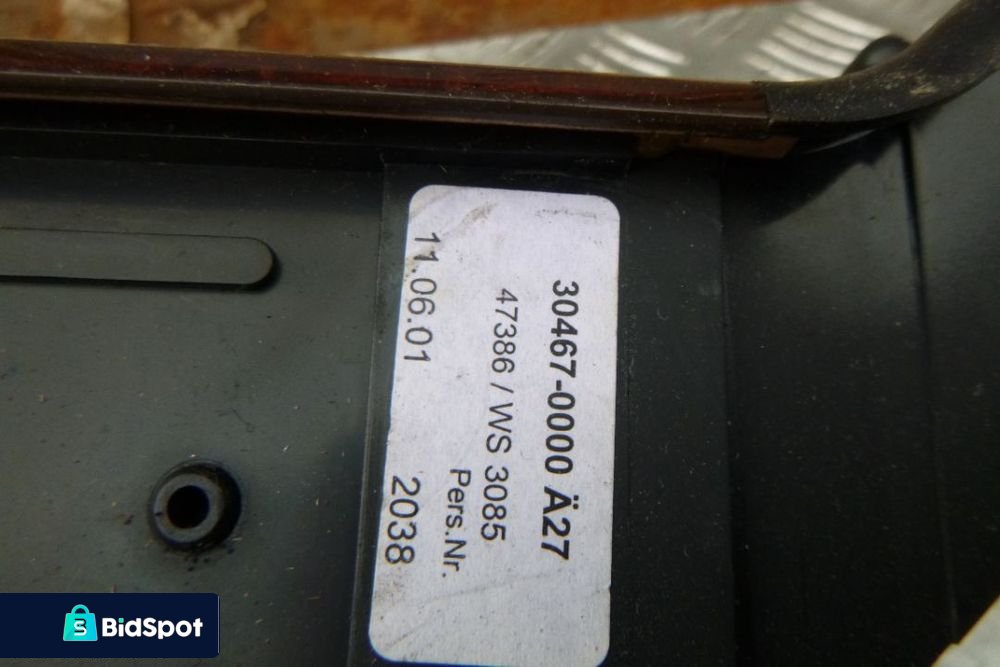 30467-0000 Ä27
47386 / WS 3085
Pers.Nr.
11.06.01 2038
BidSpot